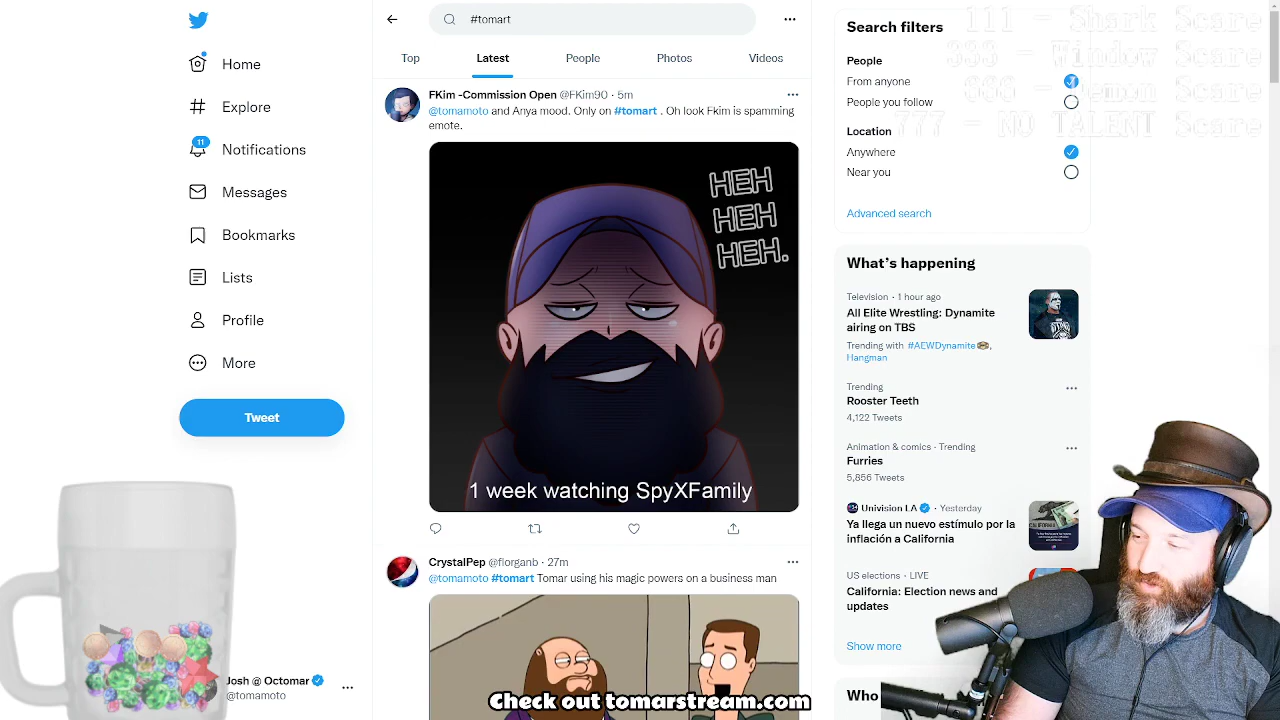 Home
Explore
11
Notifications
Messages
Bookmarks
Lists
Profile
More
Tweet
Josh @ Octomar
@tomamoto
#tomart
Top
Latest
People
Photos
Videos
FKim -Commission Open @FKim90 · 5m
@tomamoto and Anya mood. Only on #tomart . Oh look Fkim is spamming
emote.
HEH
HEH
HEH.
1 week watching SpyXFamily
CrystalPep @florganb · 27m
@tomamoto #tomart Tomar using his magic powers on a business man
Check out tomarstream.com
111 = Shark Scare
333 = Window Scare
666 = Demon Scare
777 = NO TALENT Scare
Search filters
People
From anyone
People you follow
Location
Anywhere
Near you
Advanced search
What's happening
Television · 1 hour ago
All Elite Wrestling: Dynamite
airing on TBS
Trending with #AEWDynamite,
Hangman
Trending
Rooster Teeth
4,122 Tweets
Animation & comics · Trending
Furries
5,856 Tweets
Univision LA · Yesterday
Ya llega un nuevo estímulo por la
inflación a California
US elections · LIVE
California: Election news and
updates
Show more
Who